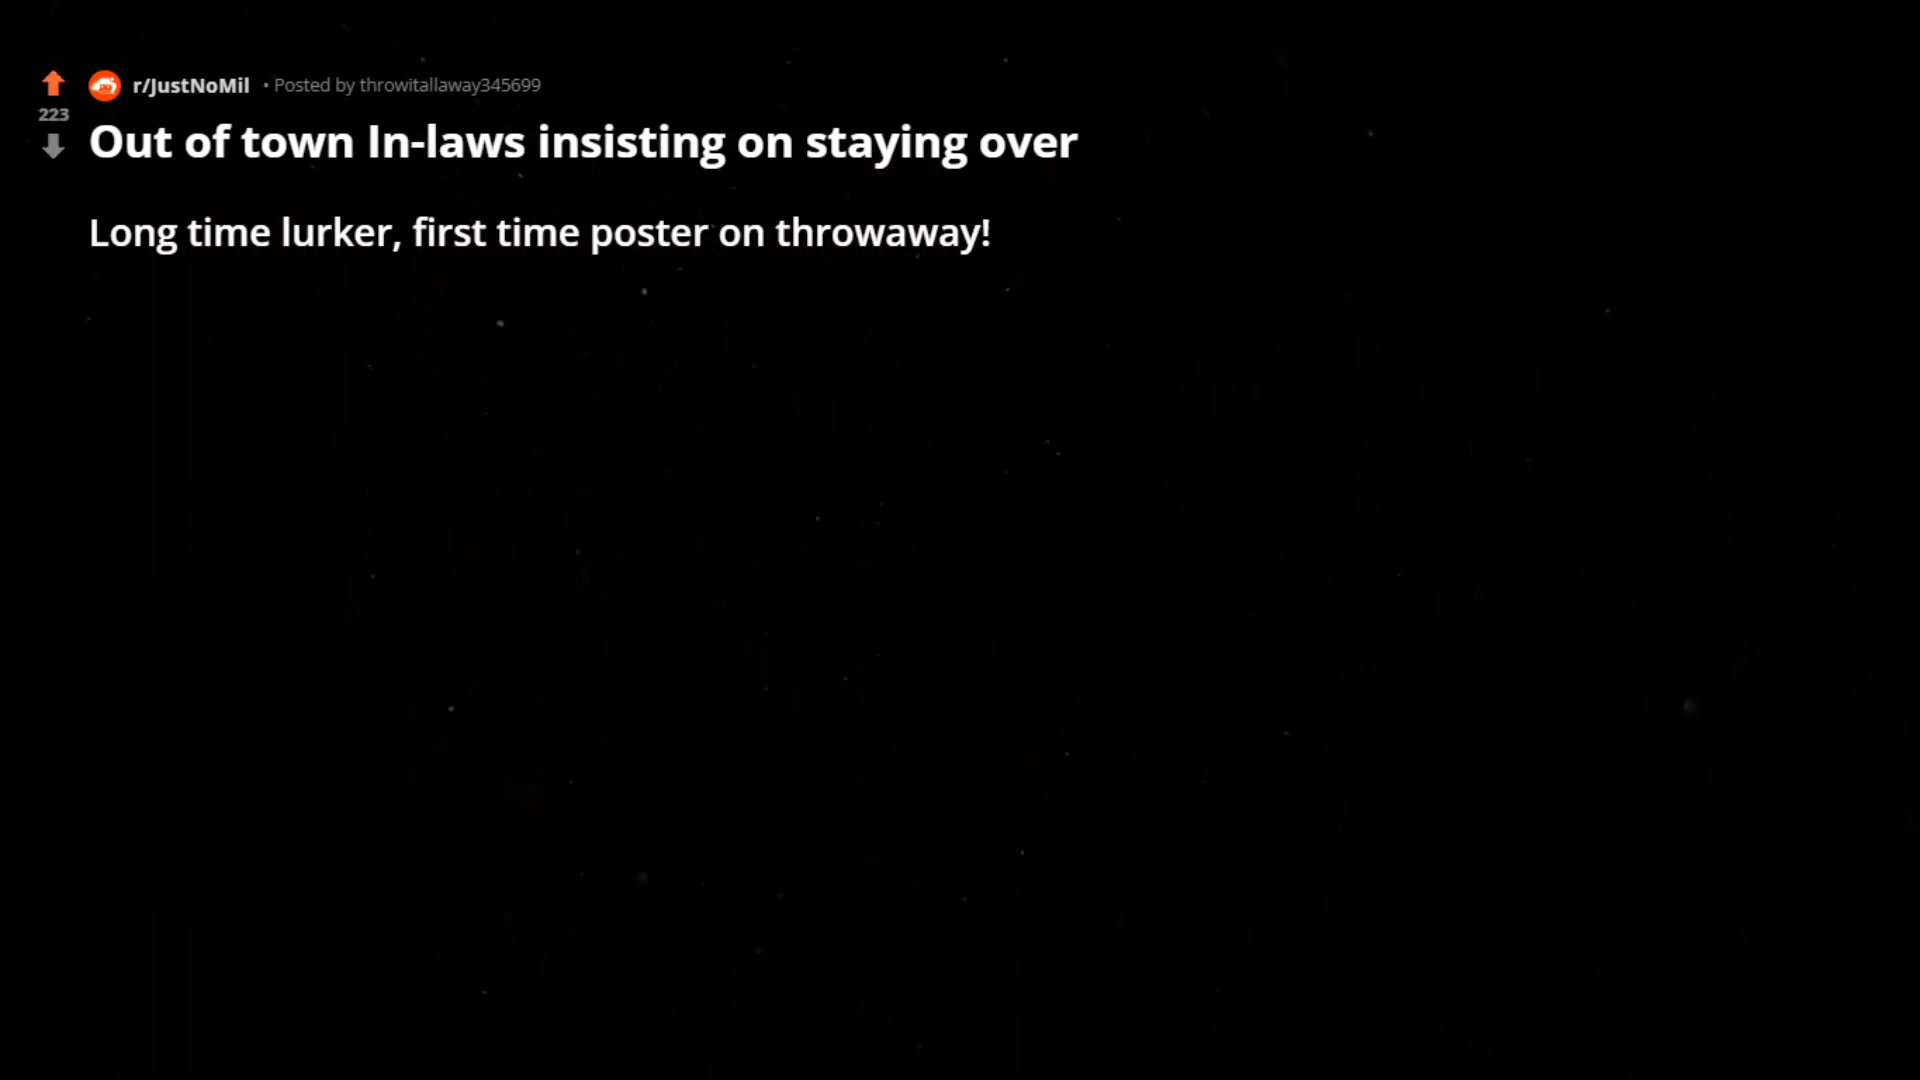 r/JustNoMil • Posted by throwitallaway345699
223
Out of town In-laws insisting on staying over
Long time lurker, first time poster on throwaway!